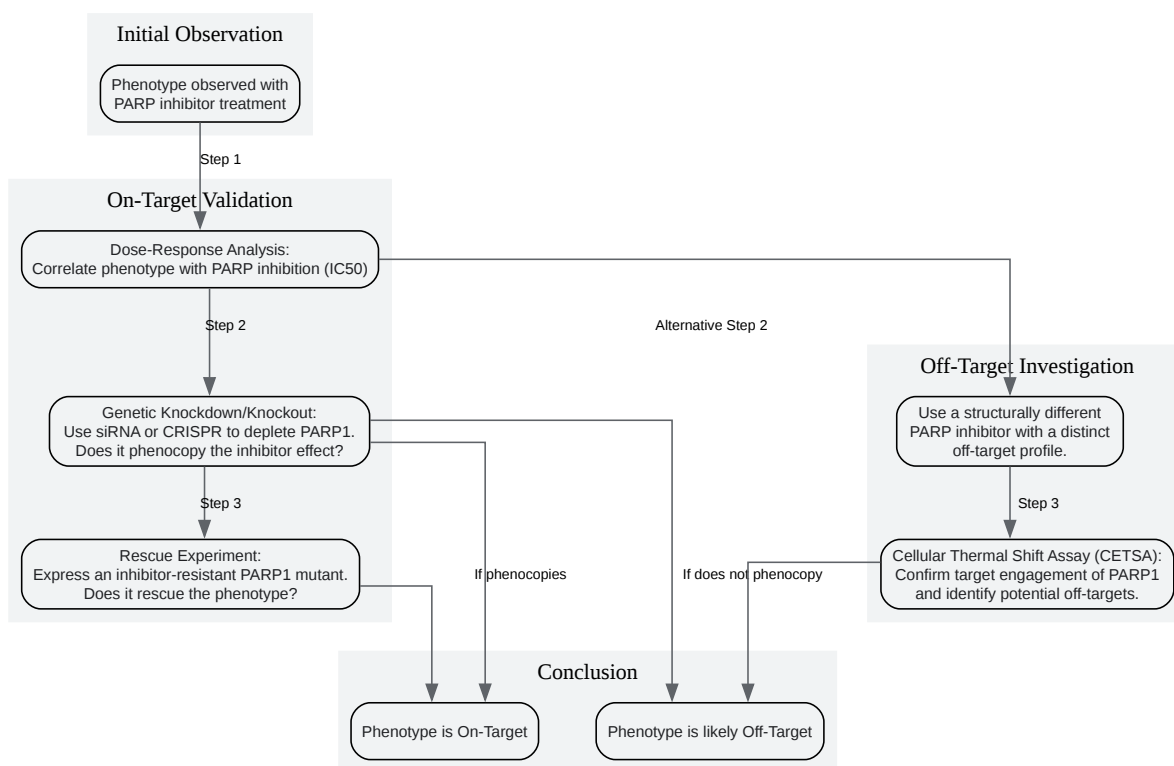 Initial Observation
Phenotype observed with
PARP inhibitor treatment
Step 1
On-Target Validation
Dose-Response Analysis:
Correlate phenotype with PARP inhibition (IC50)
Step 2
Alternative Step 2
Off-Target Investigation
Genetic Knockdown/Knockout:
Use siRNA or CRISPR to deplete PARP1.
Does it phenocopy the inhibitor effect?
Use a structurally different
PARP inhibitor with a distinct
off-target profile.
Step 3
Step 3
Rescue Experiment:
Express an inhibitor-resistant PARP1 mutant.
Does it rescue the phenotype?
If phenocopies
If does not phenocopy
Cellular Thermal Shift Assay (CETSA):
Confirm target engagement of PARP1
and identify potential off-targets.
Conclusion
Phenotype is On-Target
Phenotype is likely Off-Target